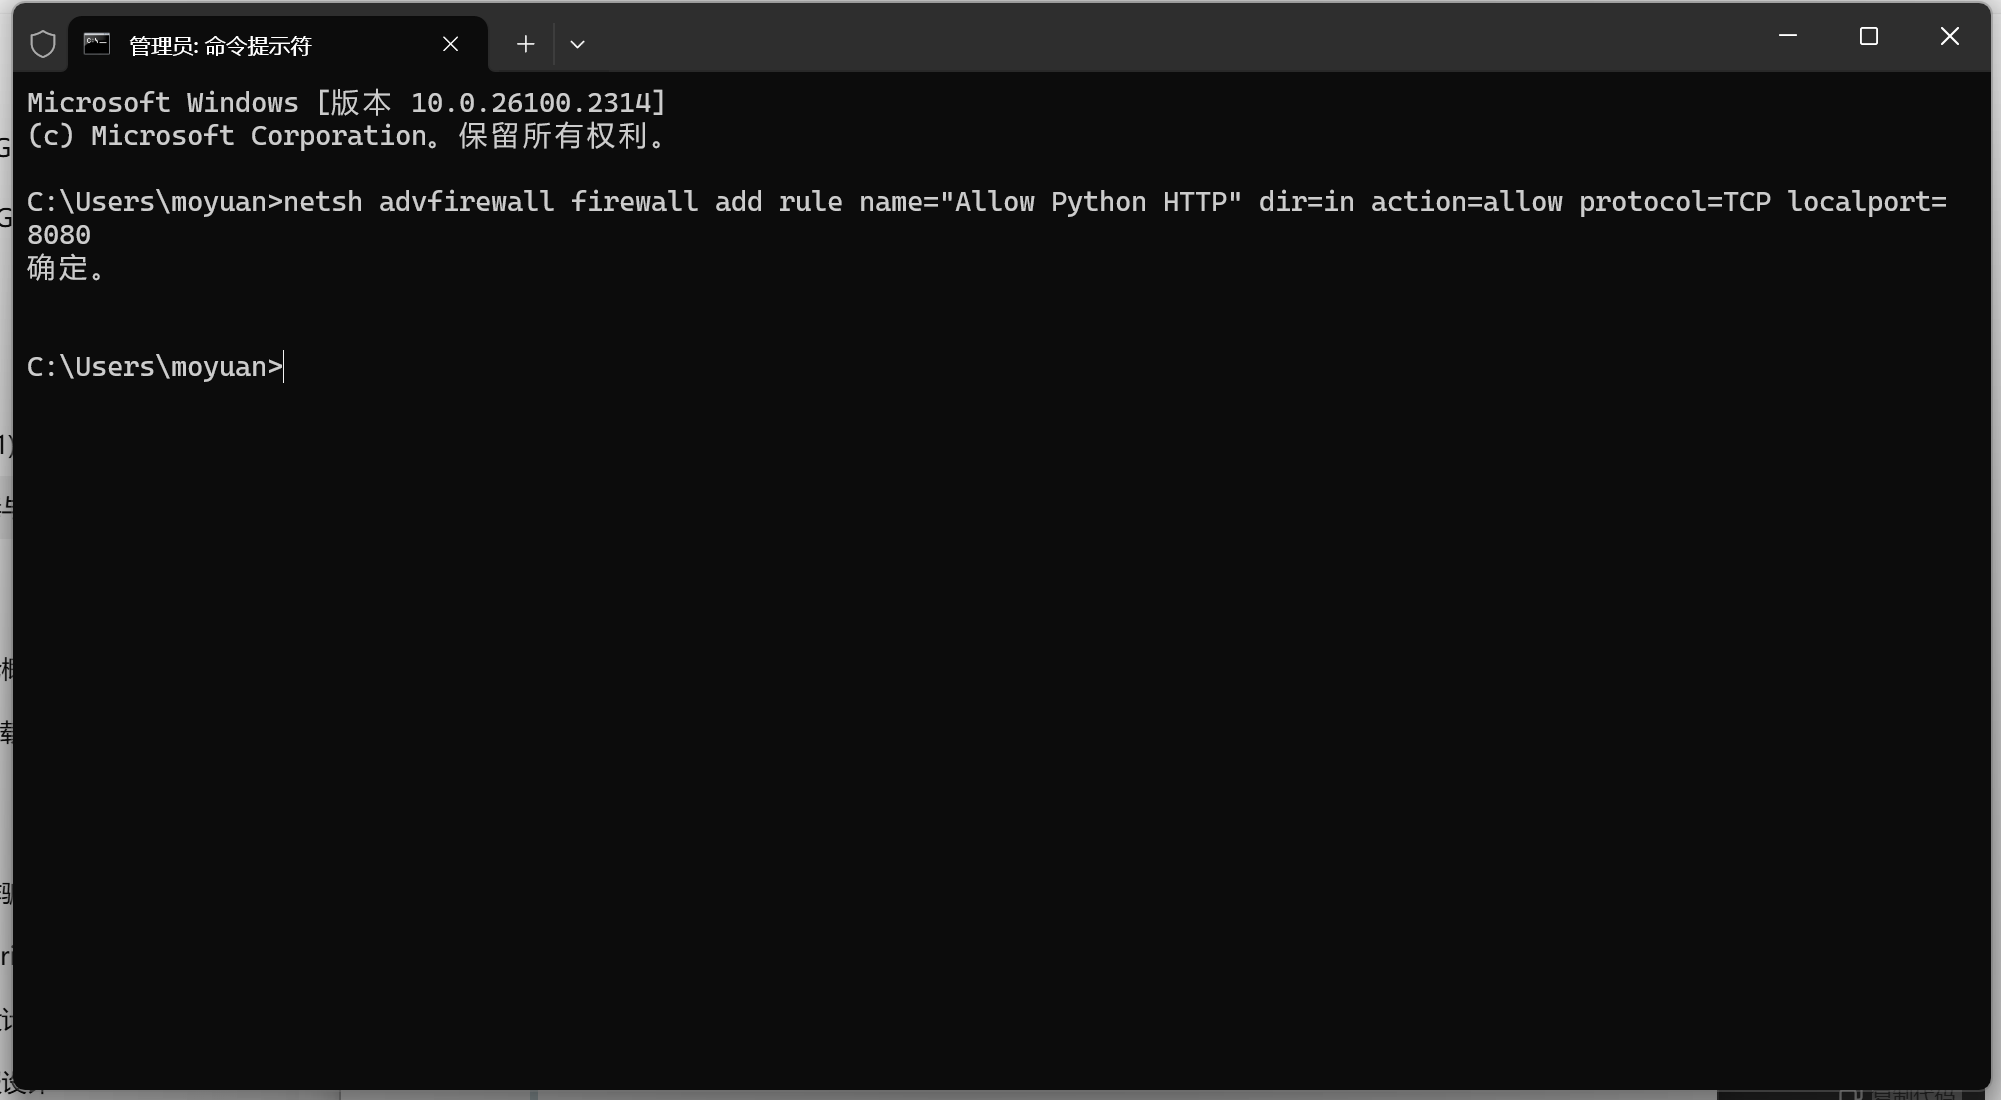 管理员: 命令提示符
Microsoft Windows [版本 10.0.26100.2314]
(c) Microsoft Corporation。保留所有权利。
C:\Users\moyuan>netsh advfirewall firewall add rule name="Allow Python HTTP" dir=in action=allow protocol=TCP localport=
8080
确定。
C:\Users\moyuan>